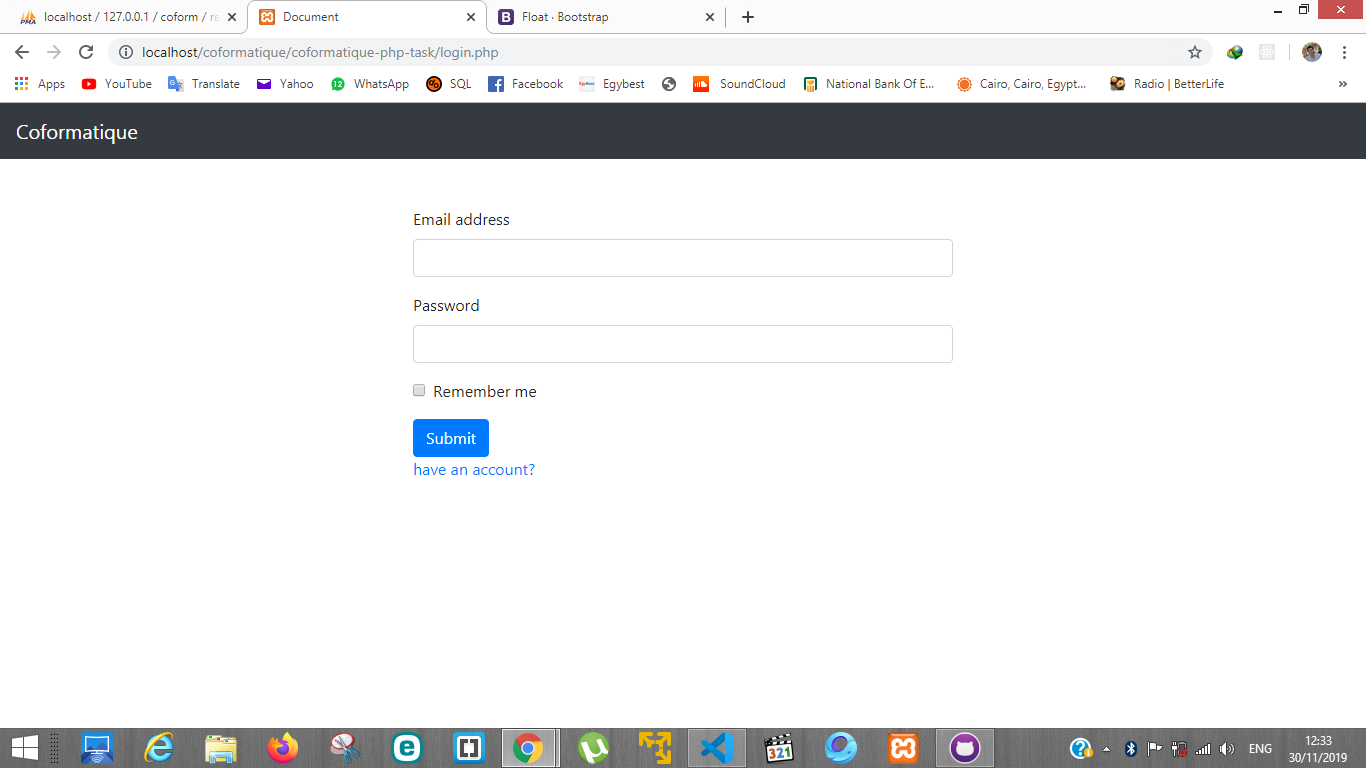 localhost / 127.0.0.1 / coform / re
Document
Float · Bootstrap
localhost/coformatique/coformatique-php-task/login.php
Apps
YouTube
Translate
Yahoo
12
WhatsApp
SQL
Facebook
Egybest
SoundCloud
National Bank Of E...
Cairo, Cairo, Egypt...
Radio | BetterLife
»
Coformatique
Email address
Password
Remember me
Submit
have an account?
321
ENG
12:33
30/11/2019